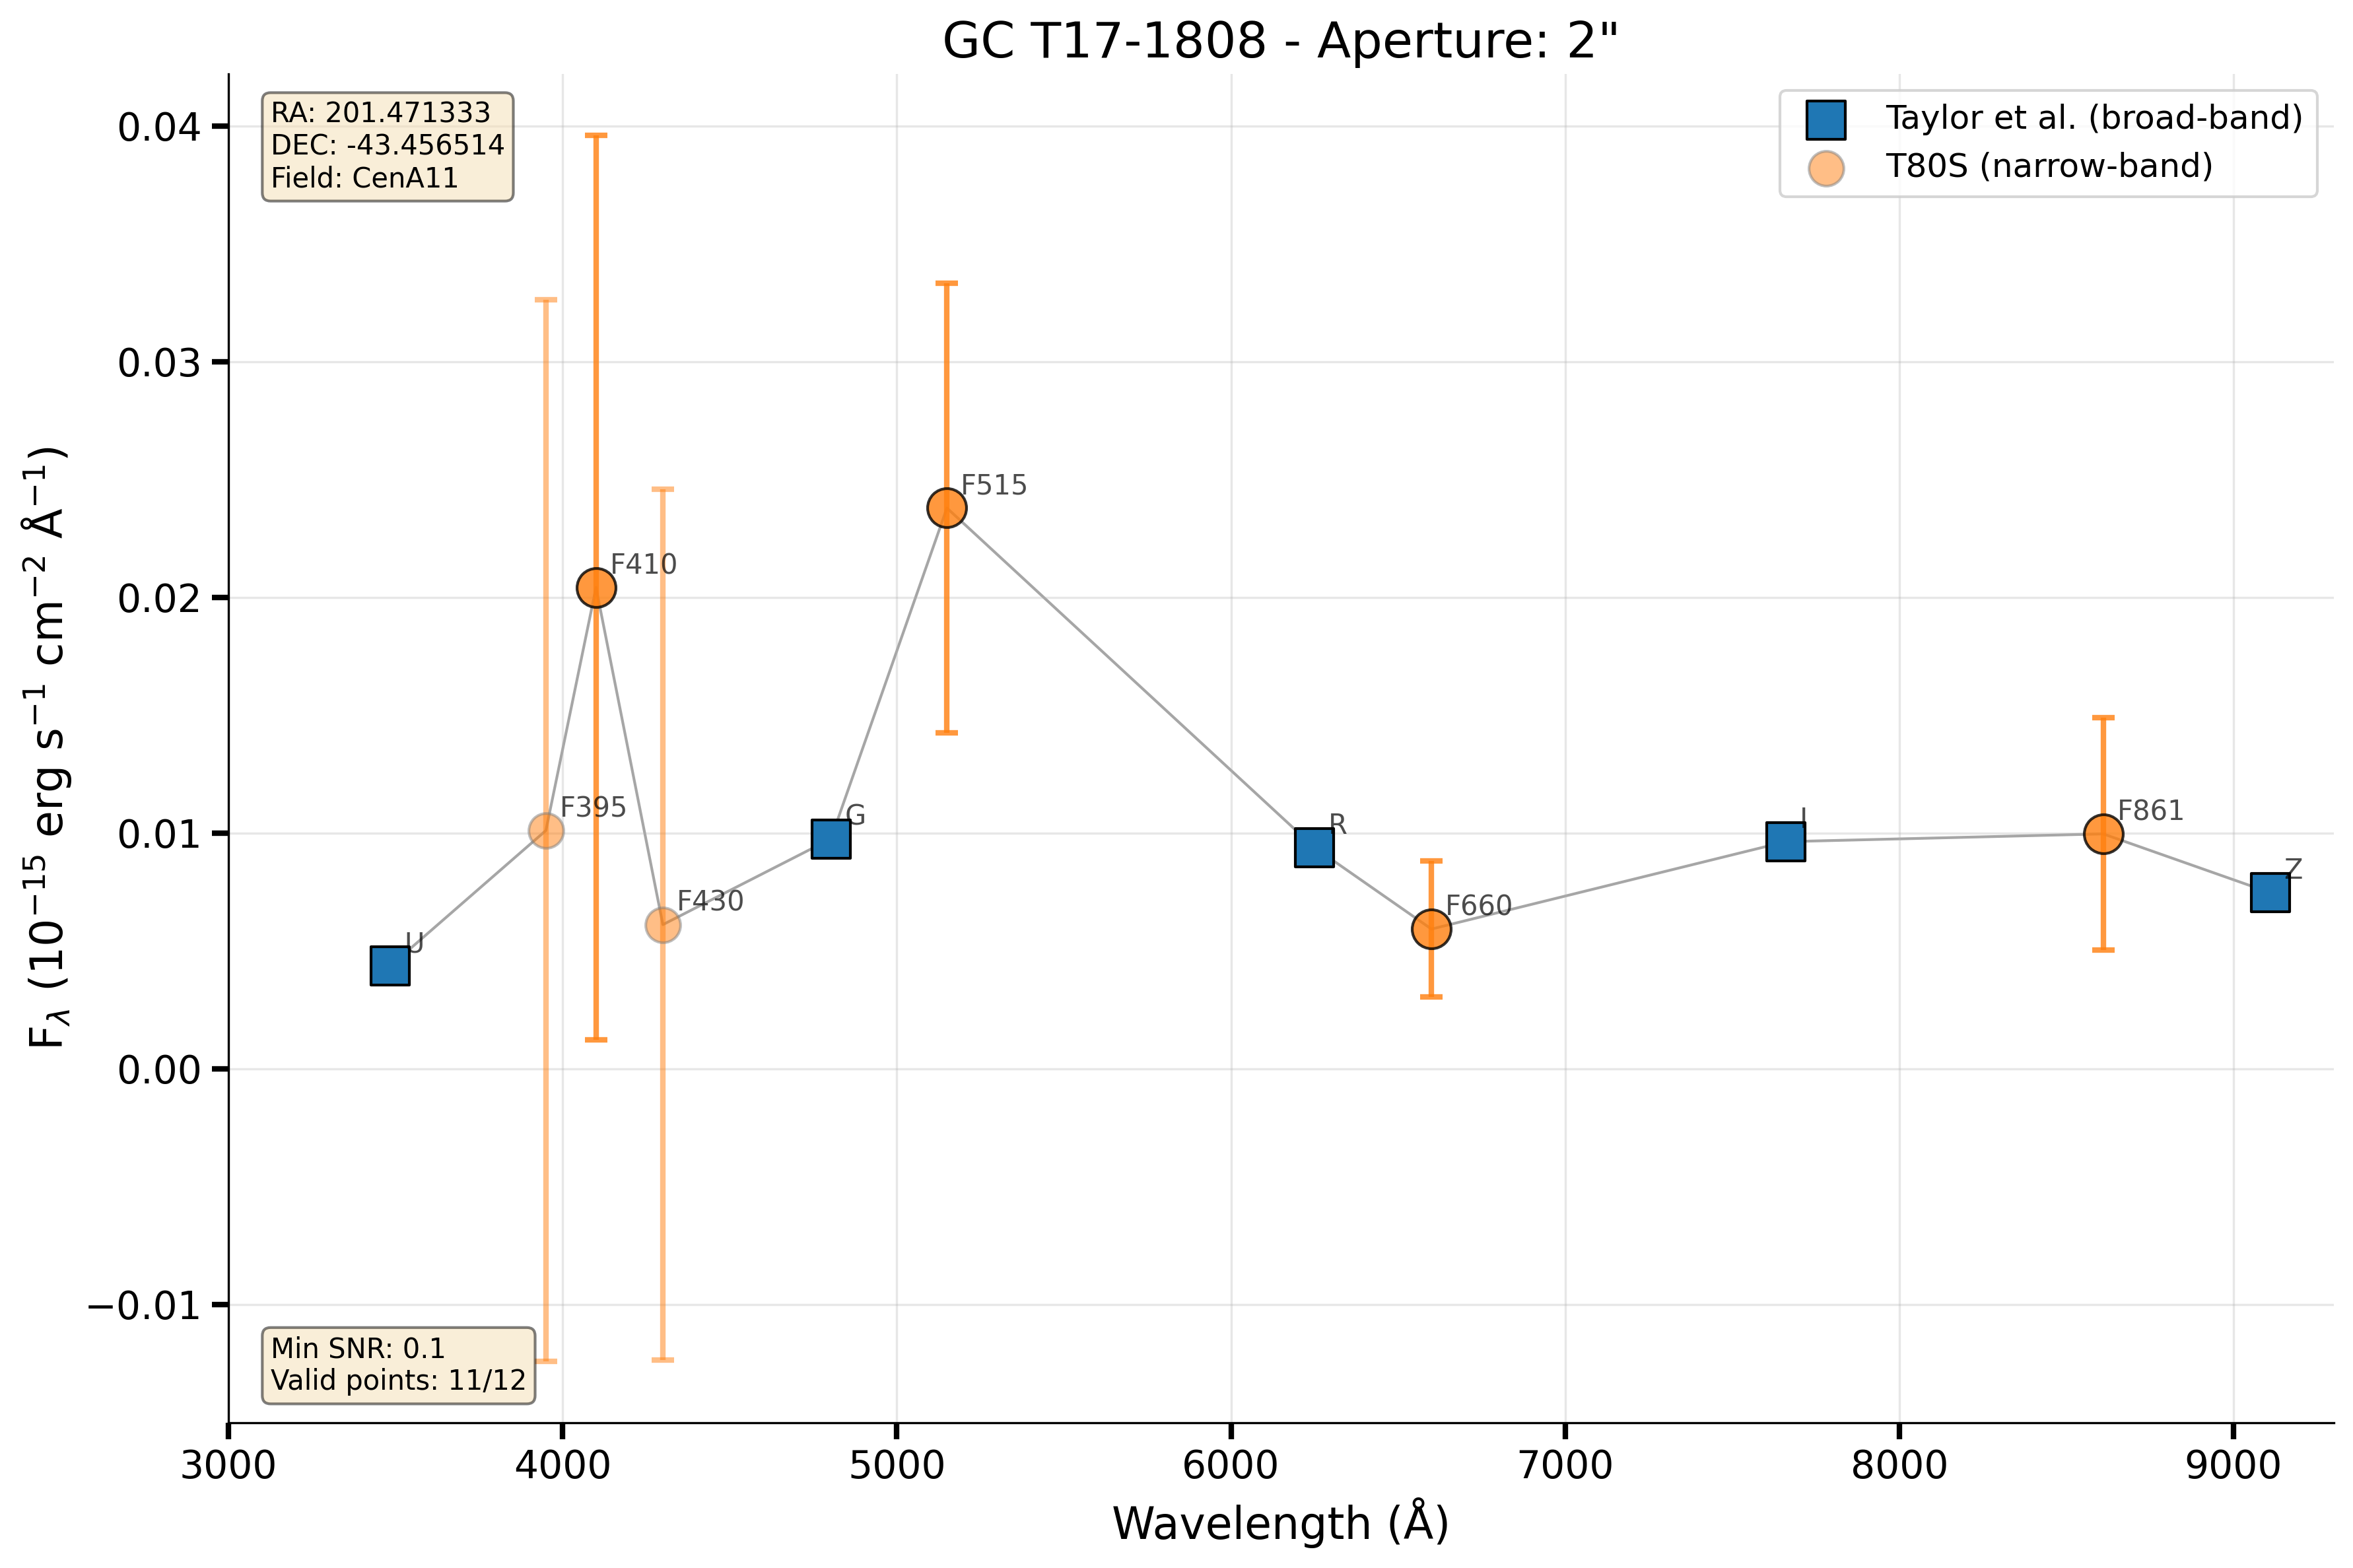 GC T17-1808 - Aperture: 2"
RA: 201.471333
DEC: -43.456514
Field: CenA11
Taylor et al. (broad-band)
T80S (narrow-band)
0.04
0.03
0.02
0.01
0.00
−0.01
F_λ (10⁻¹⁵ erg s⁻¹ cm⁻² Å⁻¹)
U
F395
F410
F430
G
F515
R
F660
I
F861
Z
Min SNR: 0.1
Valid points: 11/12
3000 4000 5000 6000 7000 8000 9000
Wavelength (Å)